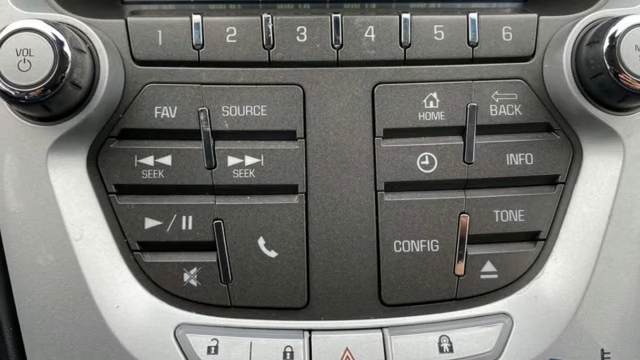 1 2 3 4 5 6
VOL
FAV SOURCE
HOME BACK
SEEK SEEK
INFO
TONE
CONFIG